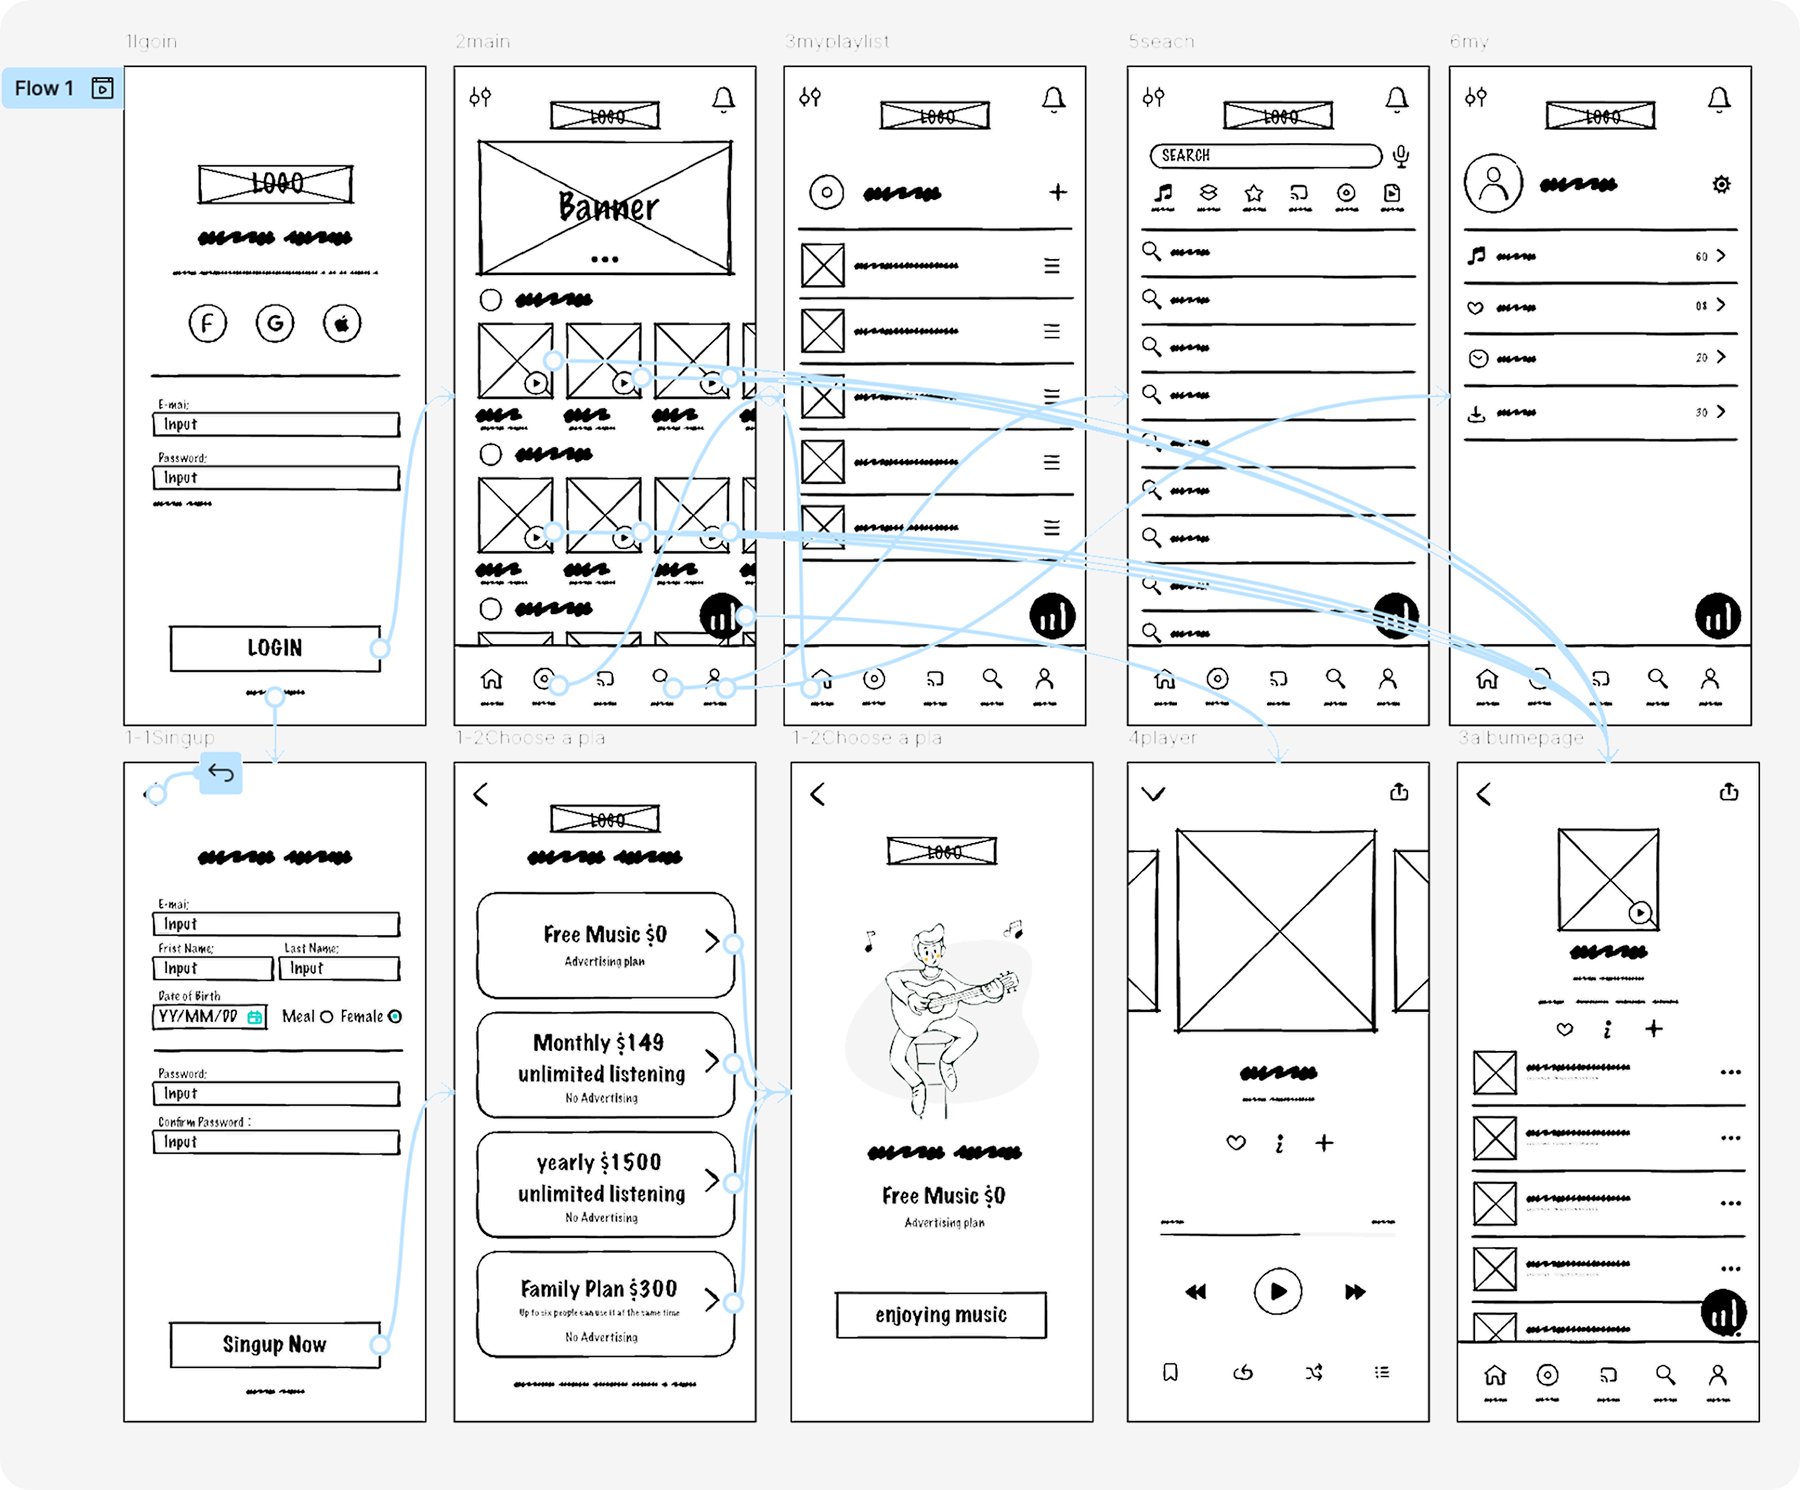 1lgoin
2main
3myplaylist
5seach
6my
Flow 1
LOGO
E-mai:
Input
Password:
Input
LOGIN
LOGO
Banner
LOGO
LOGO
SEARCH
LOGO
60
08
20
30
1-1Singup
1-2Choose a pla
1-2Choose a pla
4player
3albumepage
E-mai:
Input
Frist Name: Last Name:
Input Input
Date of Birth
YY/MM/DD Meal Female
Password:
Input
Confirm Password :
Input
Singup Now
LOGO
Free Music $0
Advertising plan
Monthly $149
unlimited listening
No Advertising
yearly $1500
unlimited listening
No Advertising
Family Plan $300
Up to six people can use it at the same time
No Advertising
LOGO
Free Music $0
Advertising plan
enjoying music